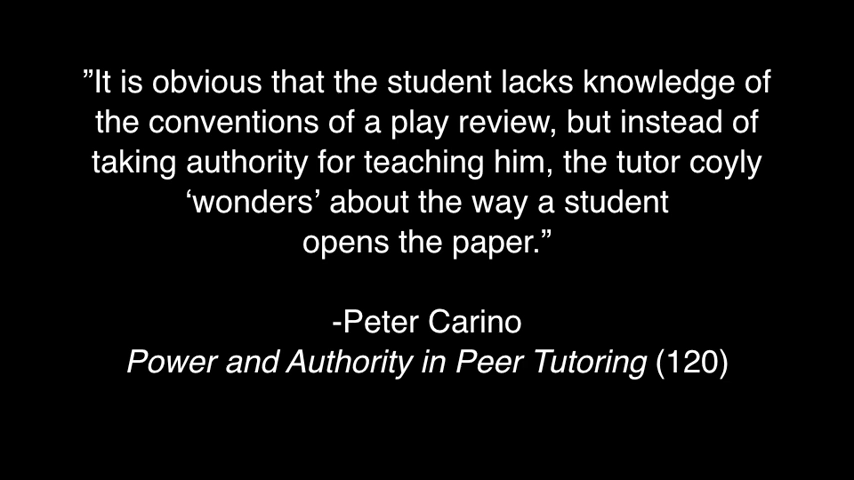 ”It is obvious that the student lacks knowledge of
the conventions of a play review, but instead of
taking authority for teaching him, the tutor coyly
‘wonders’ about the way a student
opens the paper.”
-Peter Carino
Power and Authority in Peer Tutoring (120)